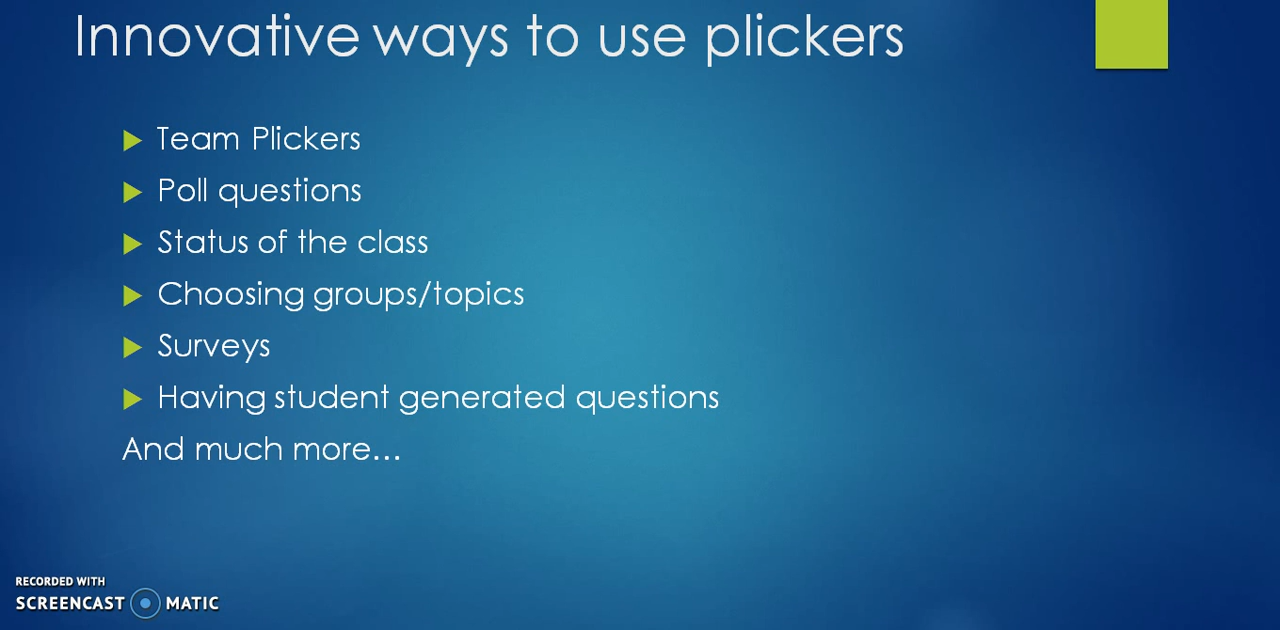 Innovative ways to use plickers
Team Plickers
Poll questions
Status of the class
Choosing groups/topics
Surveys
Having student generated questions
And much more...
RECORDED WITH
SCREENCAST MATIC